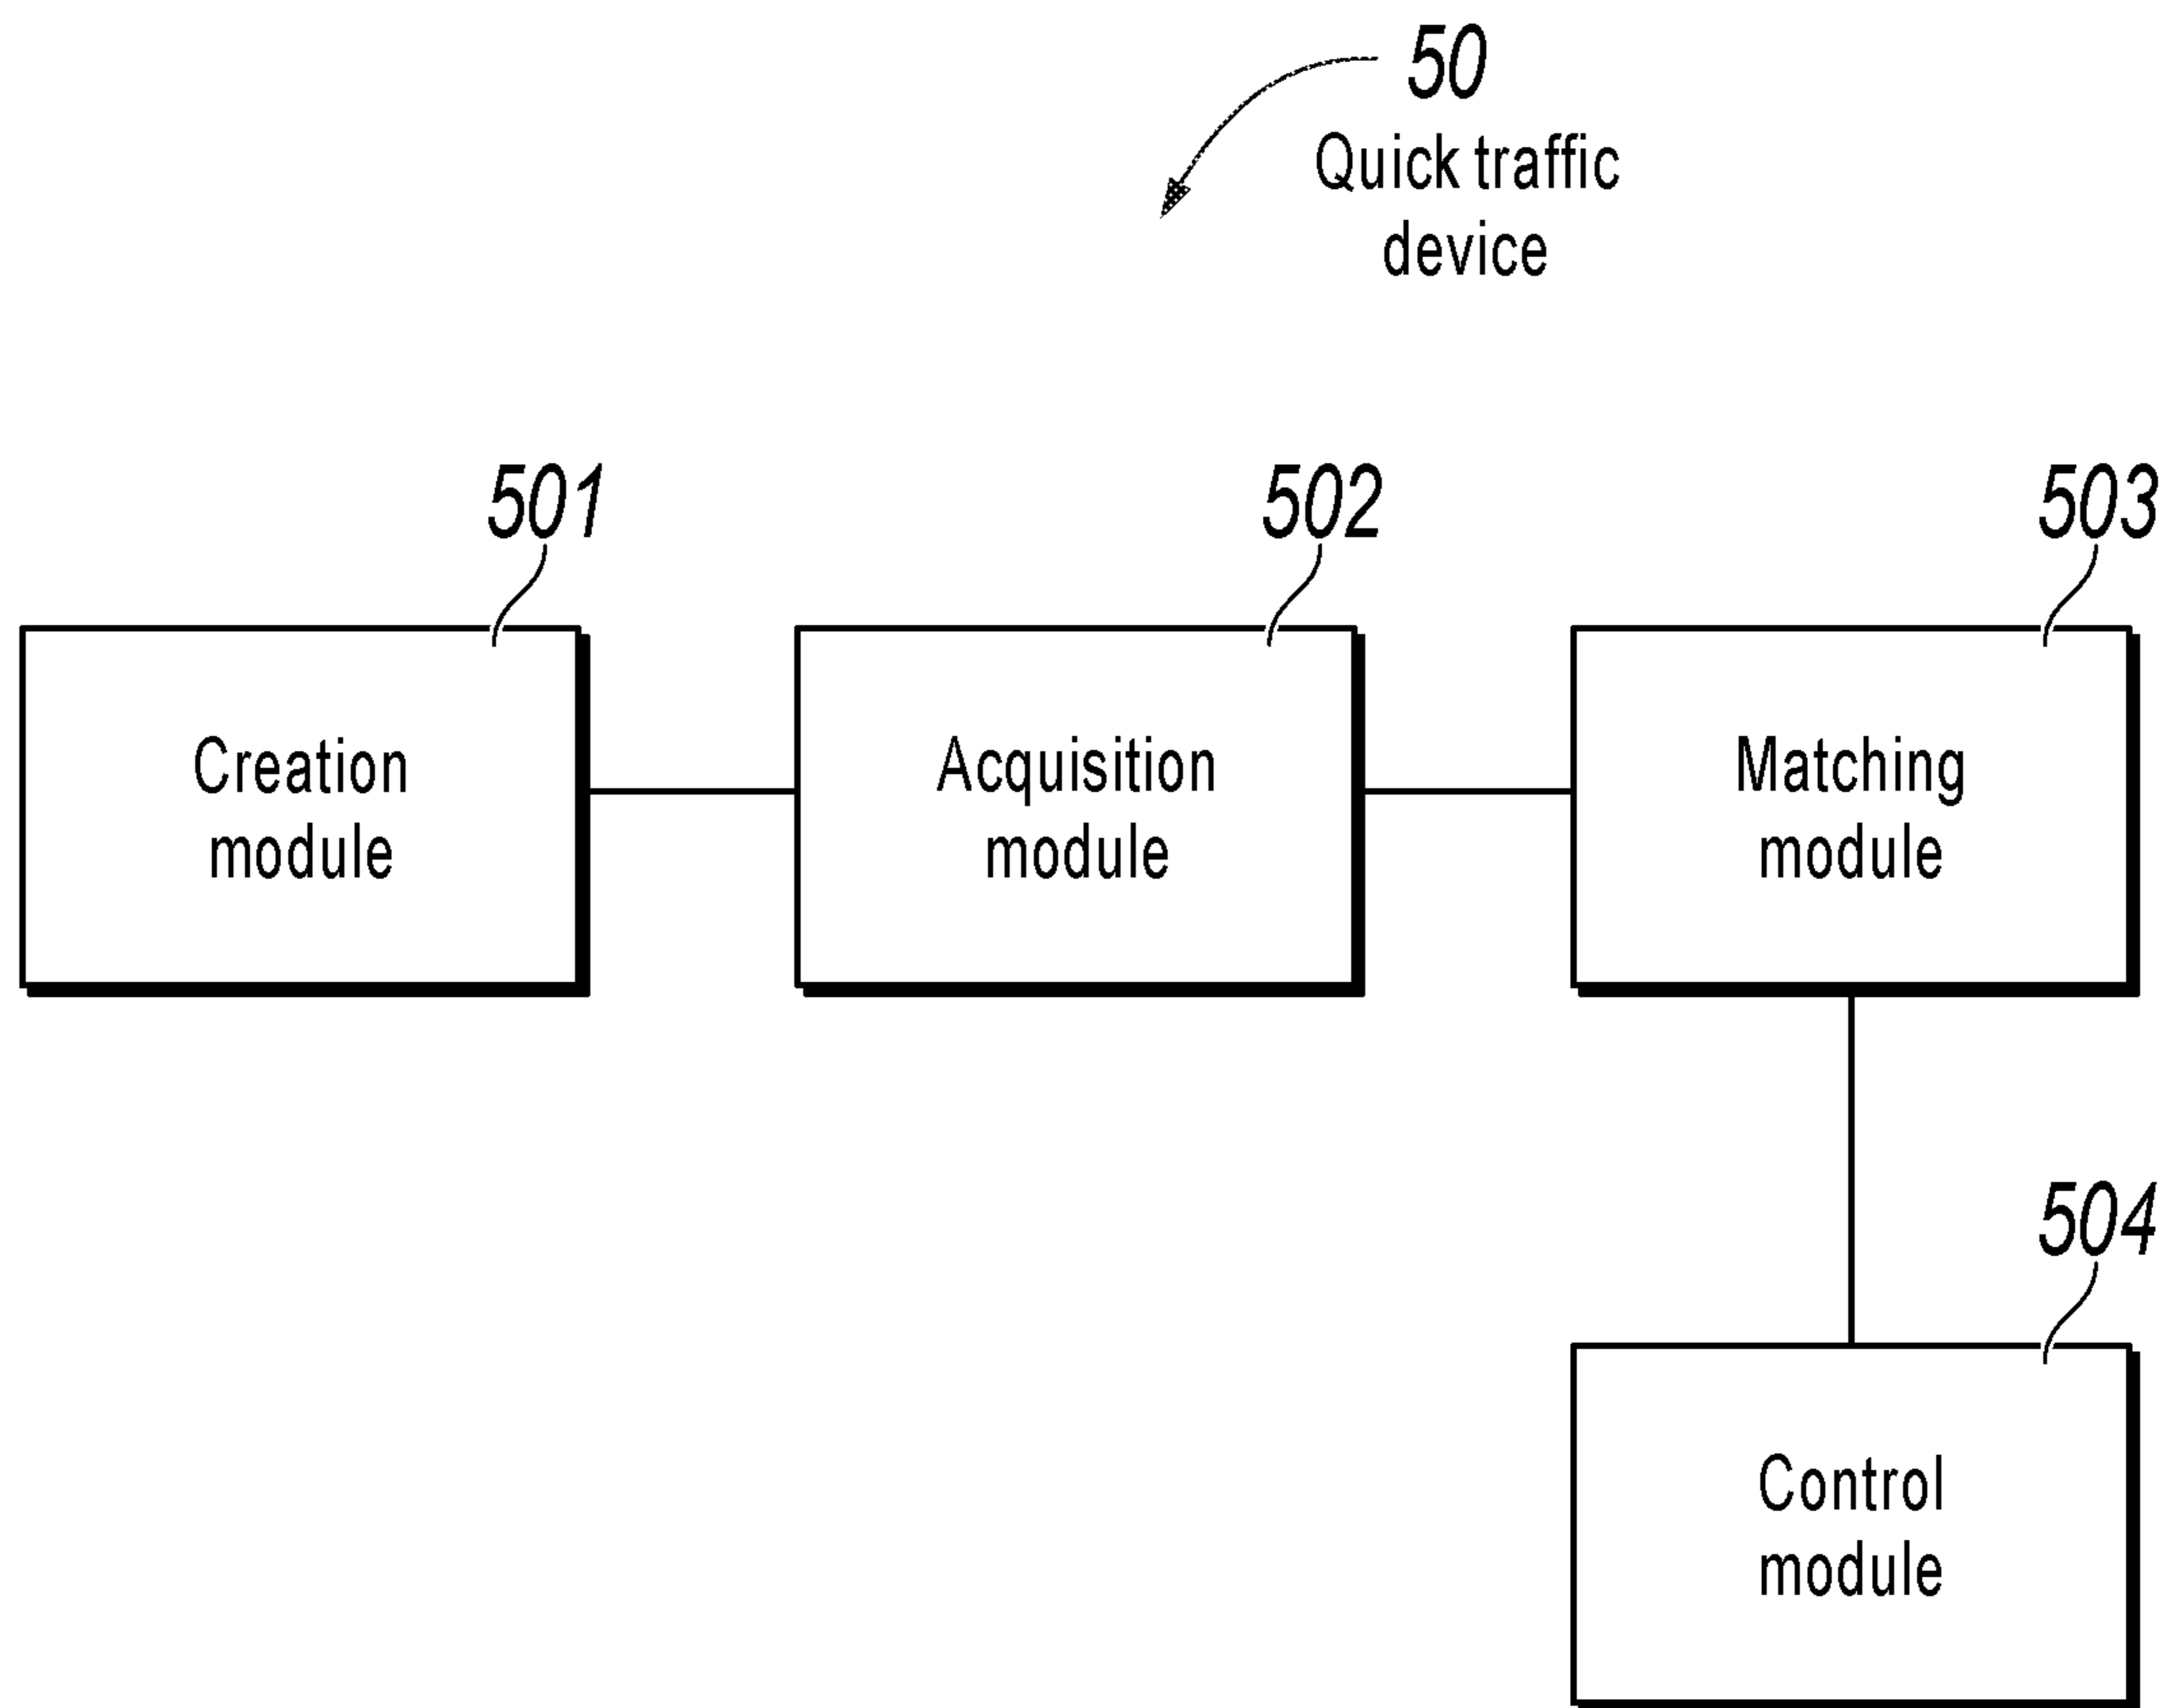 50
Quick traffic
device
501
502
503
Creation
module
Acquisition
module
Matching
module
504
Control
module